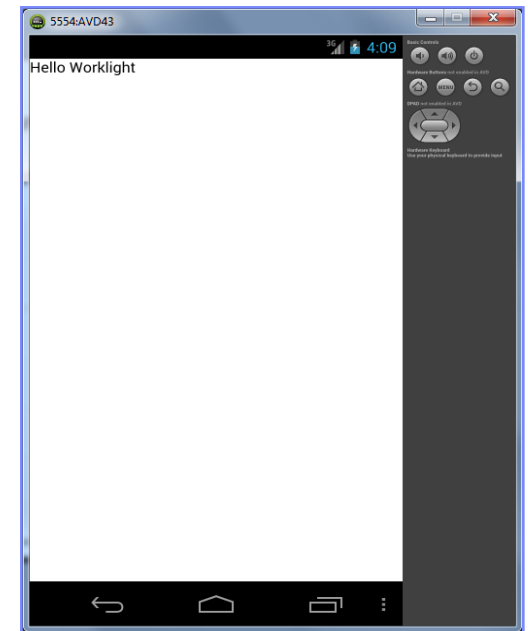 5554:AVD43
3G 4:09
Hello Worklight
Basic Controls
Hardware Buttons not enabled in AVD
MENU
DPAD not enabled in AVD
Hardware Keyboard
Use your physical keyboard to provide input